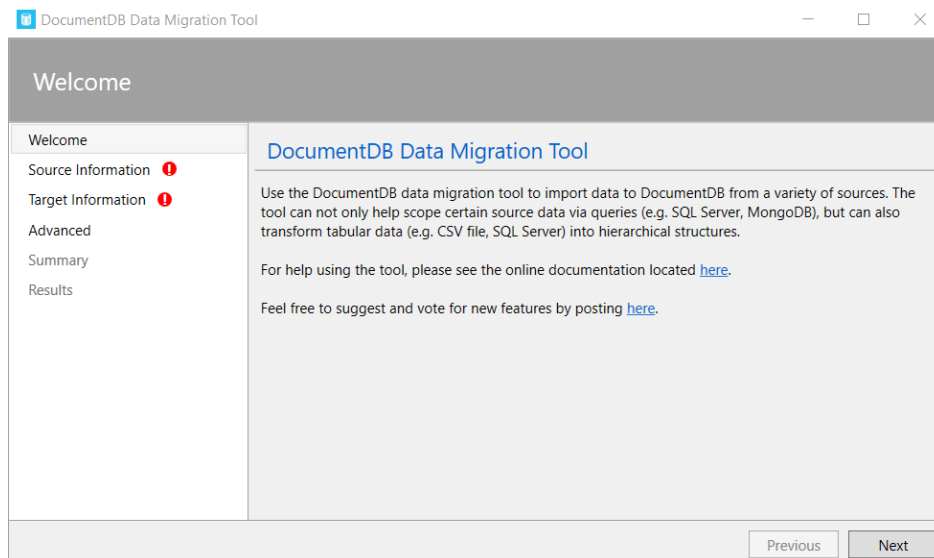 DocumentDB Data Migration Tool
Welcome
Welcome
Source Information
Target Information
Advanced
Summary
Results
DocumentDB Data Migration Tool
Use the DocumentDB data migration tool to import data to DocumentDB from a variety of sources. The
tool can not only help scope certain source data via queries (e.g. SQL Server, MongoDB), but can also
transform tabular data (e.g. CSV file, SQL Server) into hierarchical structures.
For help using the tool, please see the online documentation located here.
Feel free to suggest and vote for new features by posting here.
Previous
Next